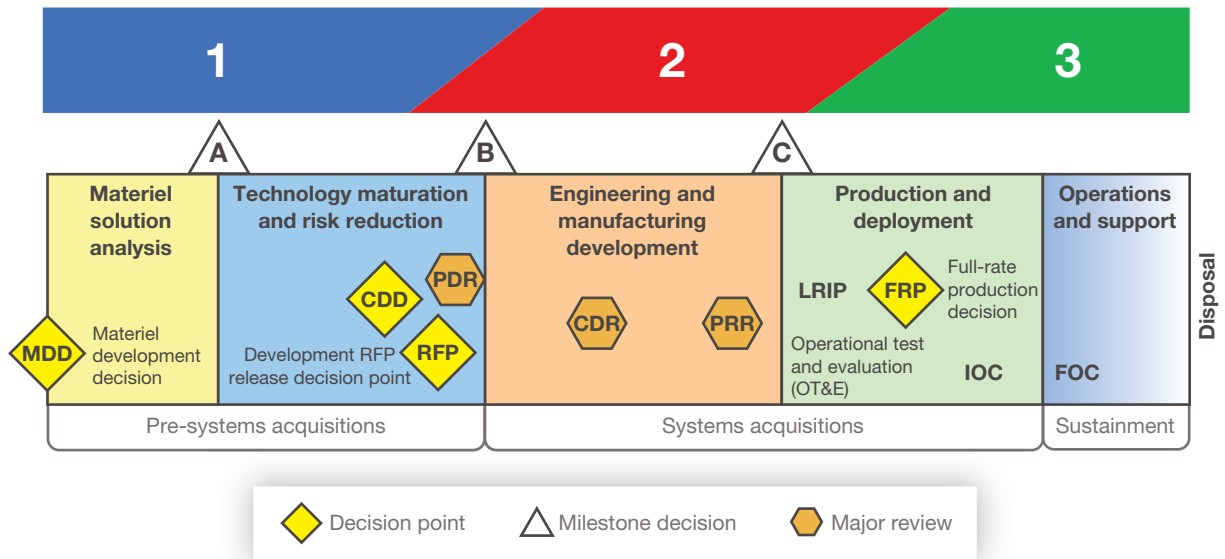 1
2
3
A
B
C
Materiel
solution
analysis
Technology maturation
and risk reduction
Engineering and
manufacturing
development
Production and
deployment
Operations
and support
Disposal
MDD
Materiel
development
decision
CDD
PDR
Development RFP
release decision point
RFP
CDR
PRR
LRIP
FRP
Full-rate
production
decision
Operational test
and evaluation
(OT&E)
IOC
FOC
Pre-systems acquisitions
Systems acquisitions
Sustainment
Decision point
Milestone decision
Major review